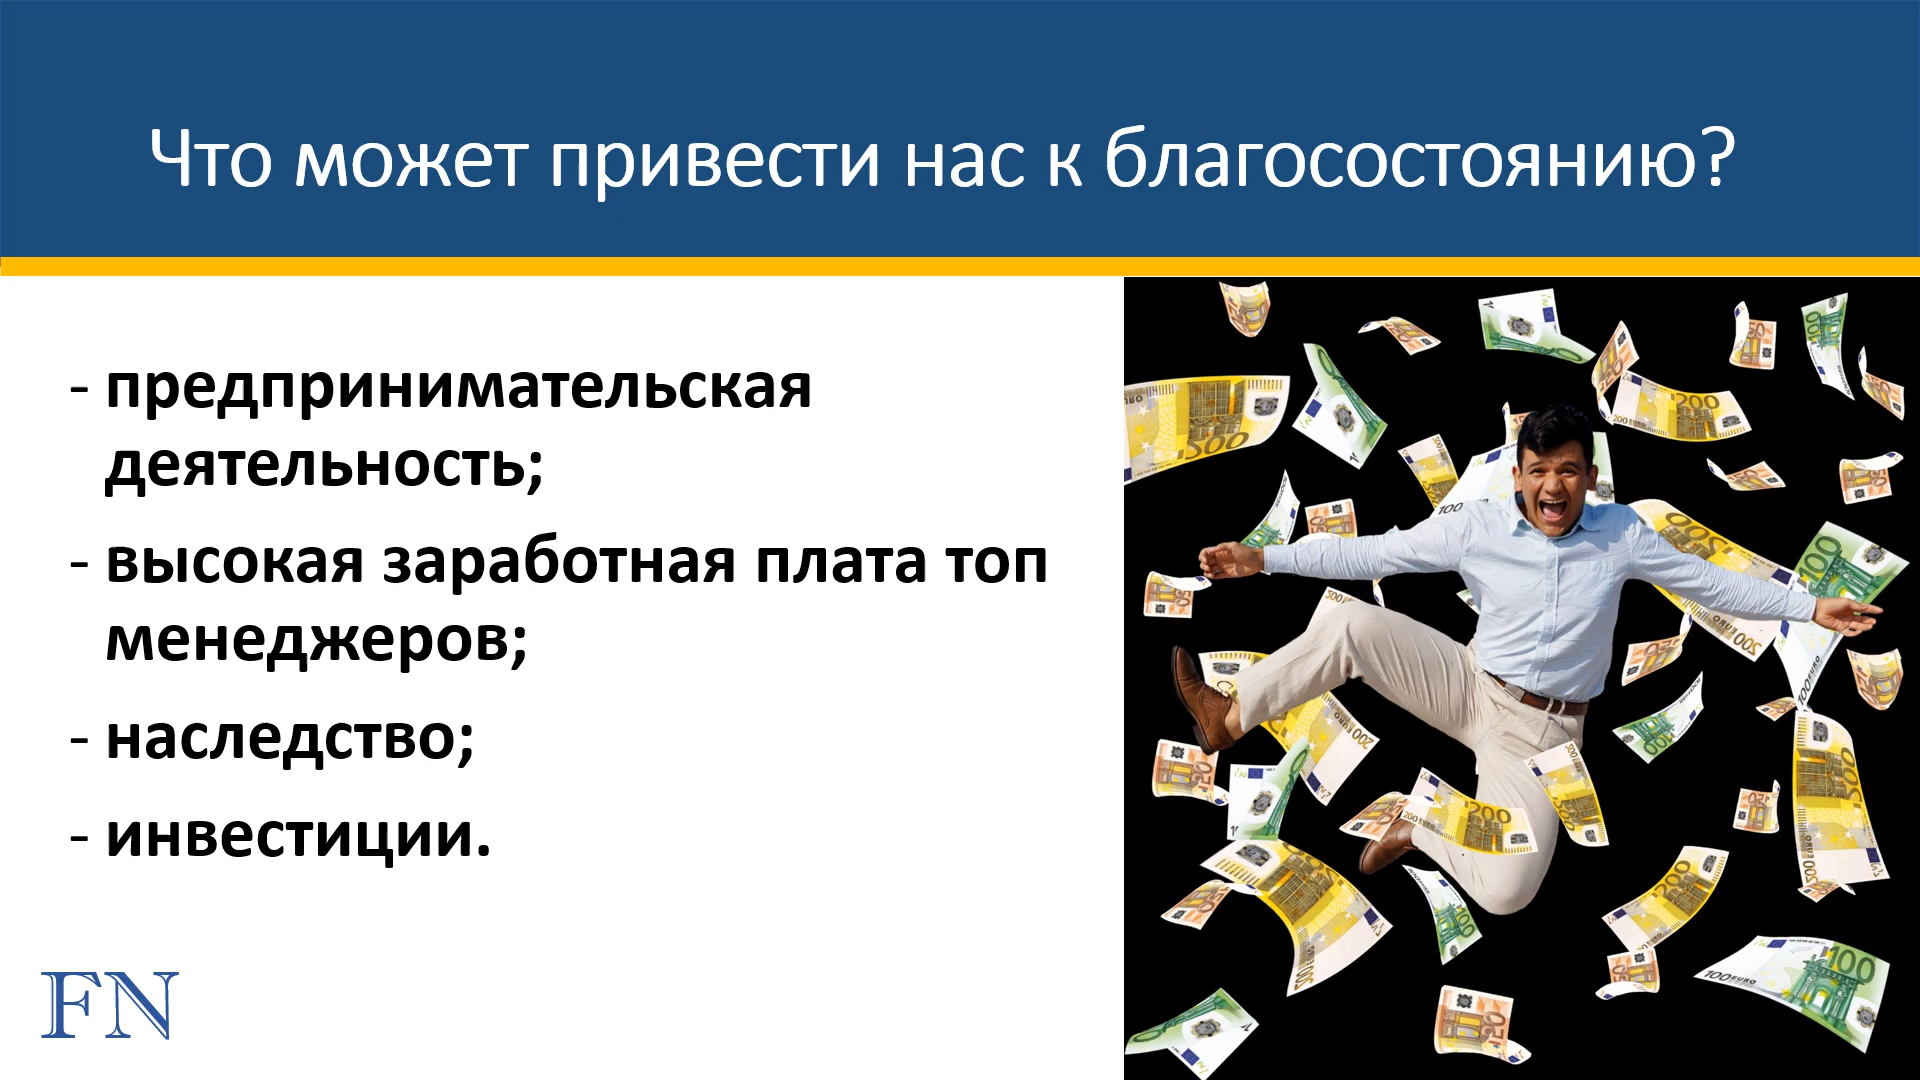 Что может привести нас к благосостоянию?
- предпринимательская
деятельность;
- высокая заработная плата топ
менеджеров;
- наследство;
- инвестиции.
FN